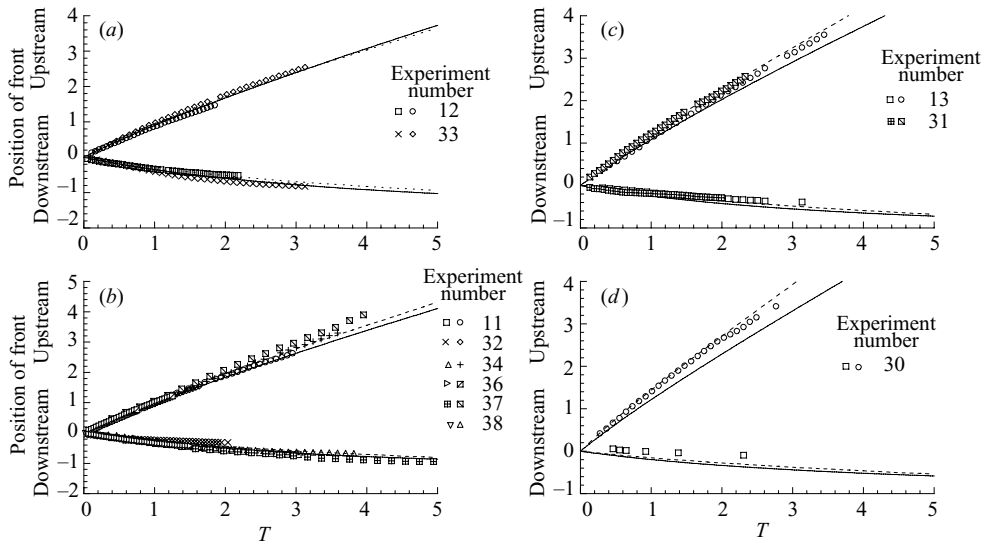 (a)
4
3
2
1
0
–1
–2
Upstream
Downstream
Position of front
0 1 2 3 4 5
Experiment
number
12
33
(c)
4
3
2
1
0
–1
Upstream
Downstream
0 1 2 3 4 5
Experiment
number
13
31
(b)
5
4
3
2
1
0
–1
–2
Upstream
Downstream
Position of front
0 1 2 3 4 5
T
Experiment
number
11
32
34
36
37
38
(d)
4
3
2
1
0
–1
Upstream
Downstream
0 1 2 3 4 5
T
Experiment
number
30